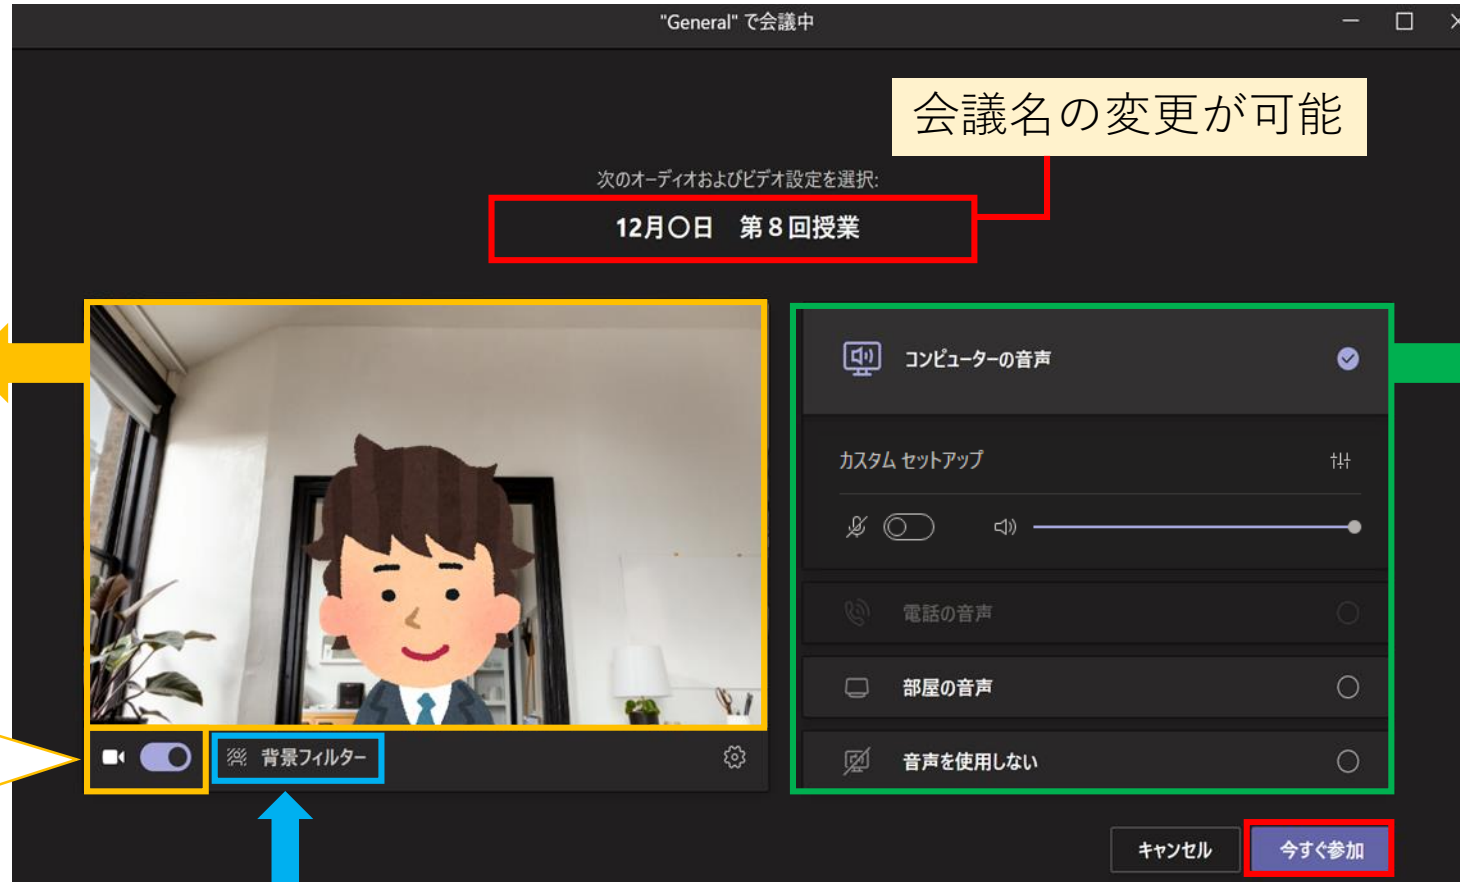 "General" で会議中
会議名の変更が可能
次のオーディオおよびビデオ設定を選択:
12月〇日　第８回授業
コンピューターの音声
カスタム セットアップ
電話の音声
部屋の音声
背景フィルター
音声を使用しない
キャンセル
今すぐ参加